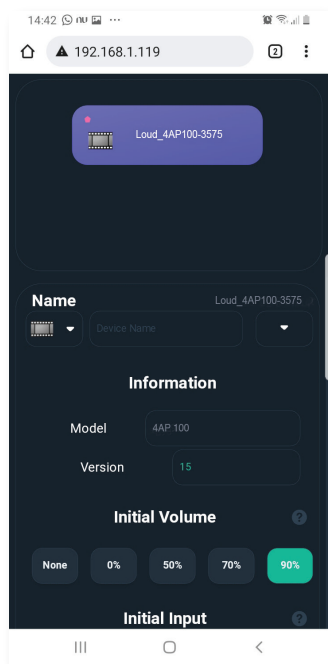 14:42 ...
192.168.1.119 2
Loud_4AP100-3575
Name Loud_4AP100-3575
Device Name
Information
Model 4AP 100
Version 15
Initial Volume ?
None 0% 50% 70% 90%
Initial Input ?